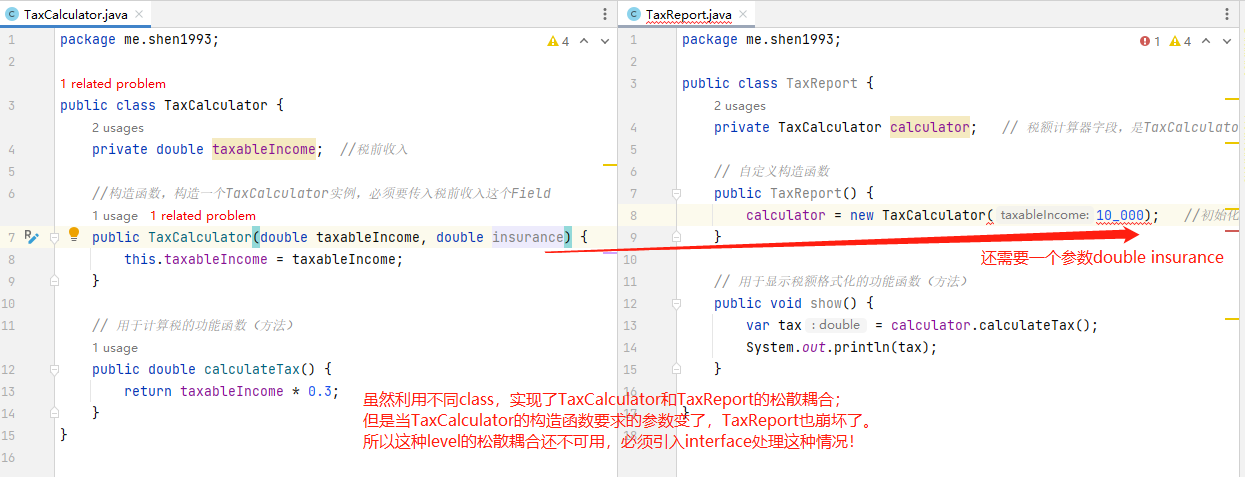 TaxCalculator.java
4
1 package me.shen1993;
2
1 related problem
3 public class TaxCalculator {
2 usages
4 private double taxableIncome; //税前收入
5
6 //构造函数，构造一个TaxCalculator实例，必须要传入税前收入这个Field
1 usage 1 related problem
7 public TaxCalculator(double taxableIncome, double insurance) {
8 this.taxableIncome = taxableIncome;
9 }
10
11 // 用于计算税的功能函数（方法）
1 usage
12 public double calculateTax() {
13 return taxableIncome * 0.3;
14 }
15 }
16
TaxReport.java
1 4
1 package me.shen1993;
2
3 public class TaxReport {
2 usages
4 private TaxCalculator calculator; // 税额计算器字段，是TaxCalculato
5
6 // 自定义构造函数
7 public TaxReport() {
8 calculator = new TaxCalculator( taxableIncome: 10_000); //初始化
9 }
还需要一个参数double insurance
10
11 // 用于显示税额格式化的功能函数（方法）
12 public void show() {
13 var tax : double = calculator.calculateTax();
14 System.out.println(tax);
15 }
16
17 }
18
虽然利用不同class，实现了TaxCalculator和TaxReport的松散耦合；
但是当TaxCalculator的构造函数要求的参数变了，TaxReport也崩坏了。
所以这种level的松散耦合还不可用，必须引入interface处理这种情况！